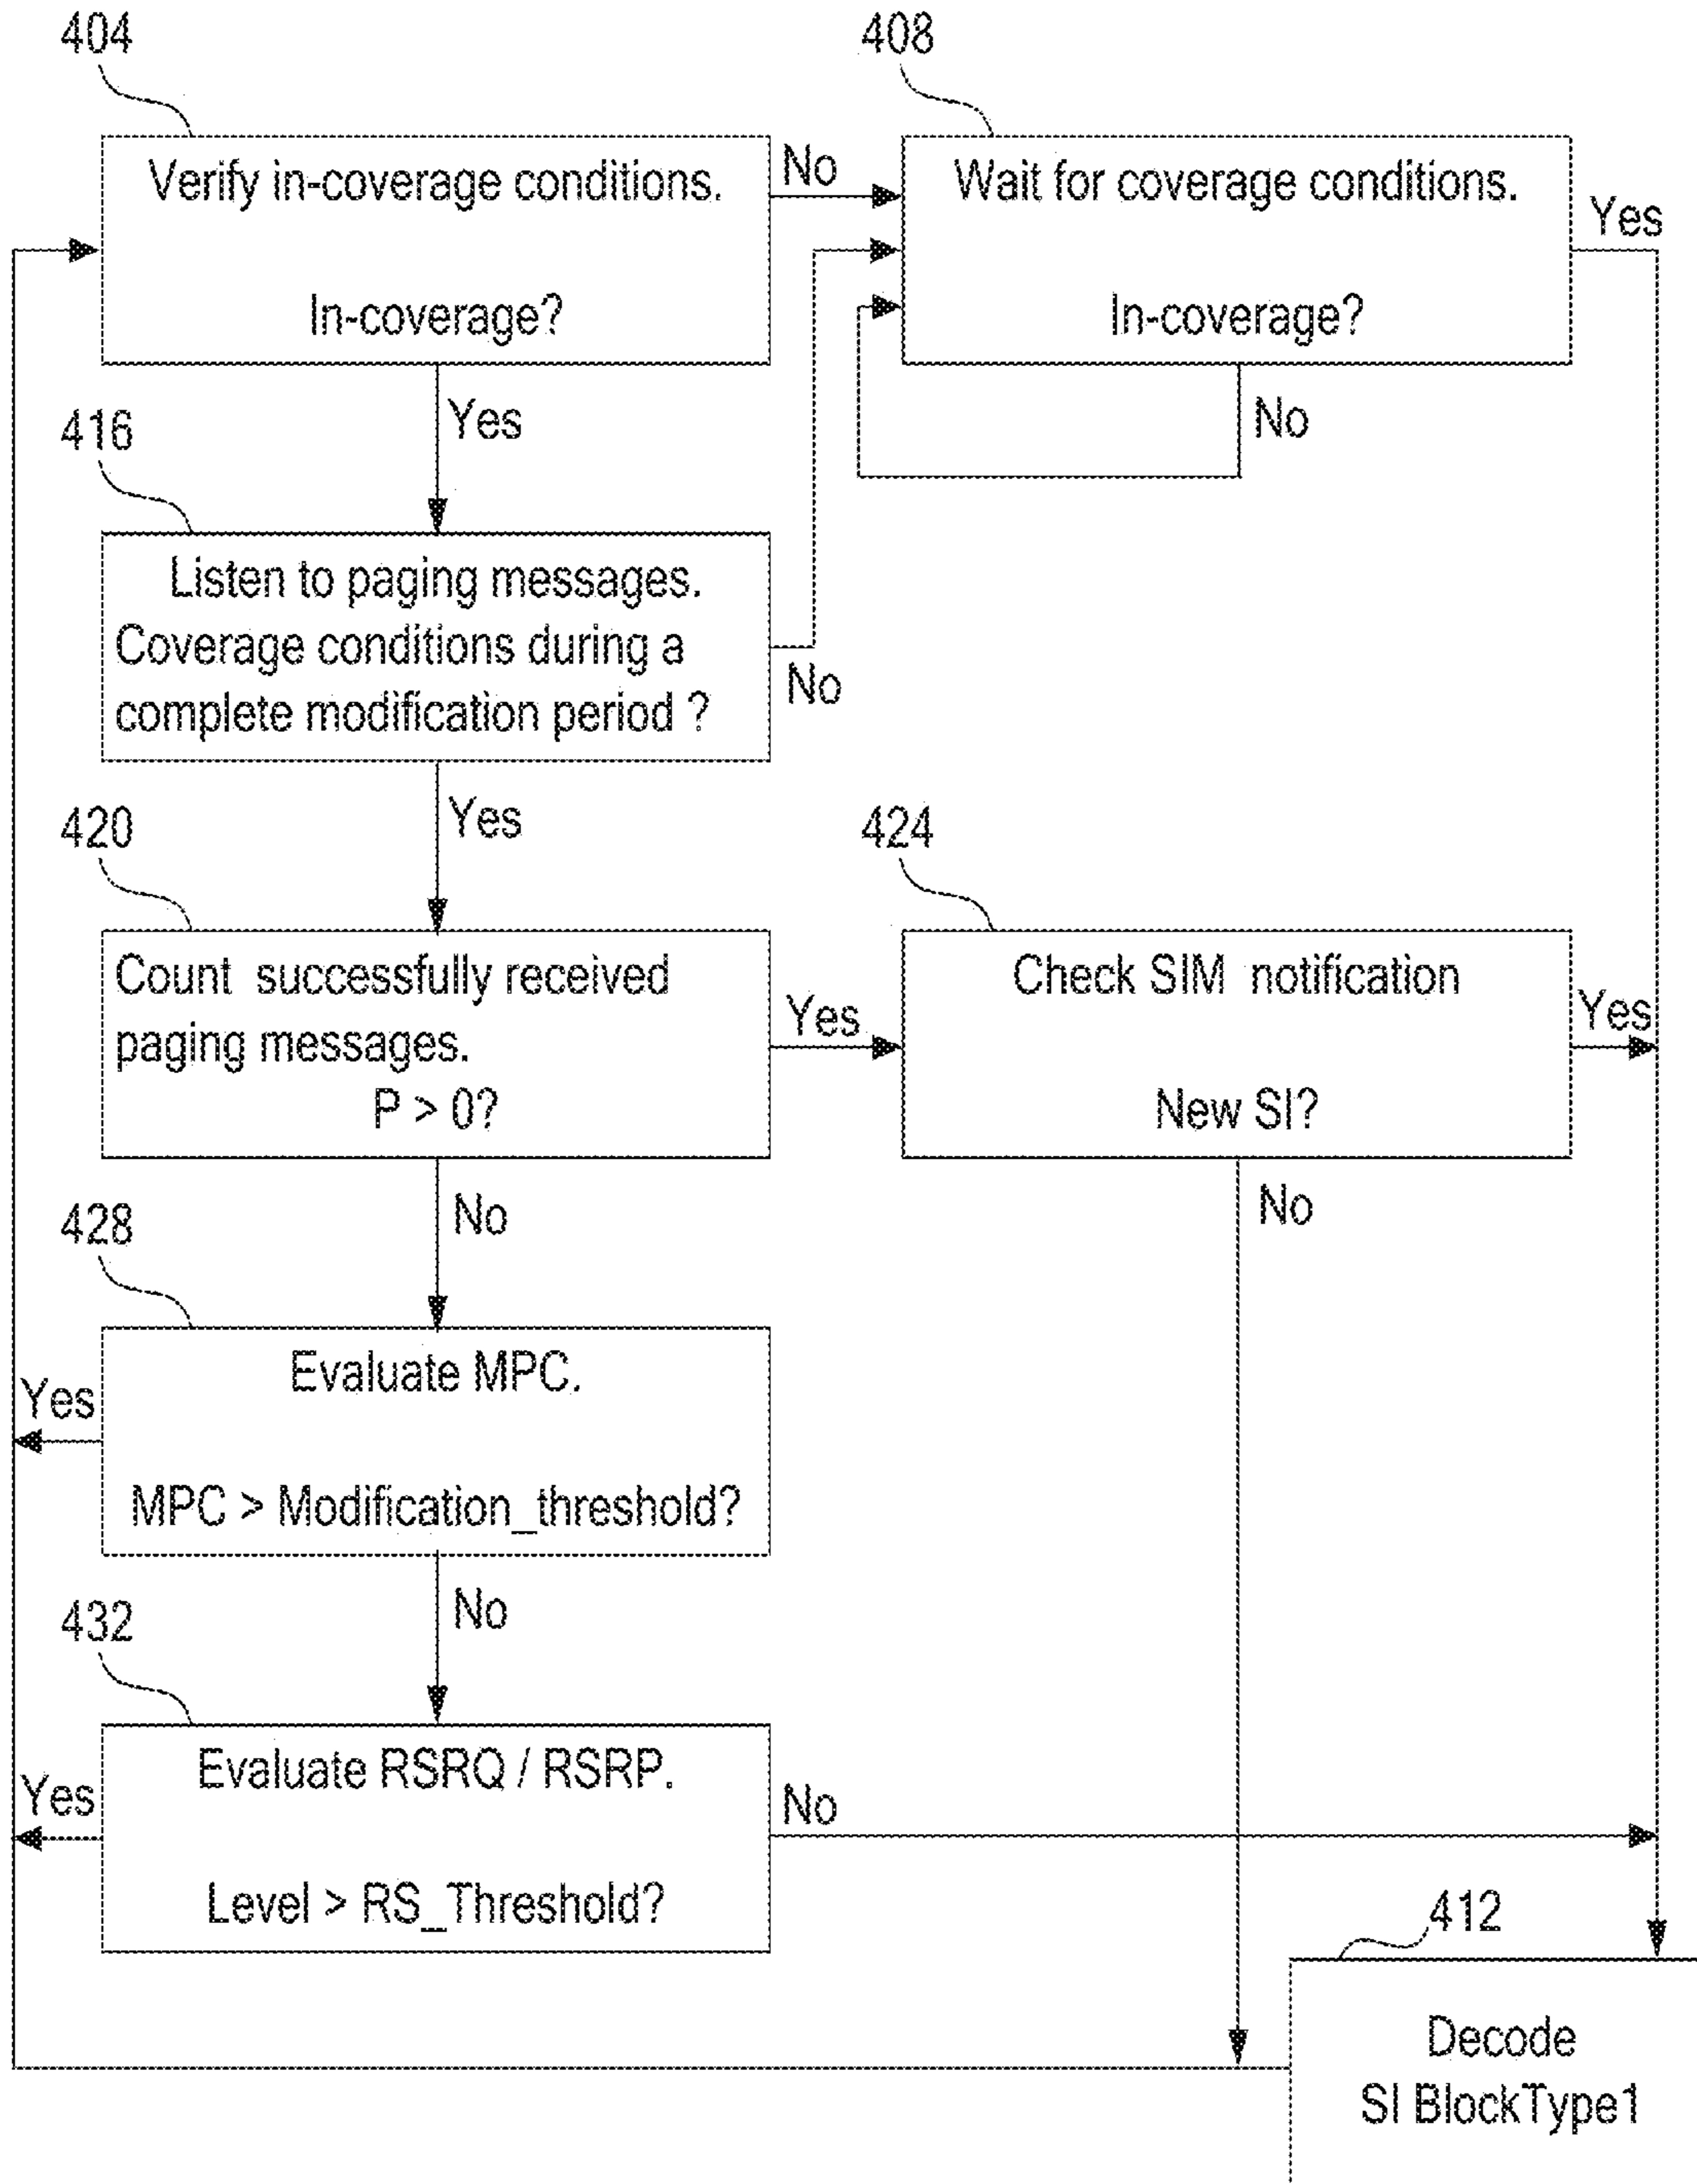 404
408
Verify in-coverage conditions.
In-coverage?
No
Wait for coverage conditions.
In-coverage?
Yes
Yes
No
416
Listen to paging messages.
Coverage conditions during a
complete modification period ?
No
Yes
420
424
Count successfully received
paging messages.
P > 0?
Yes
Check SIM notification
New SI?
Yes
No
No
428
Evaluate MPC.
MPC > Modification_threshold?
Yes
No
432
Evaluate RSRQ / RSRP.
Level > RS_Threshold?
Yes
No
412
Decode
SI BlockType1